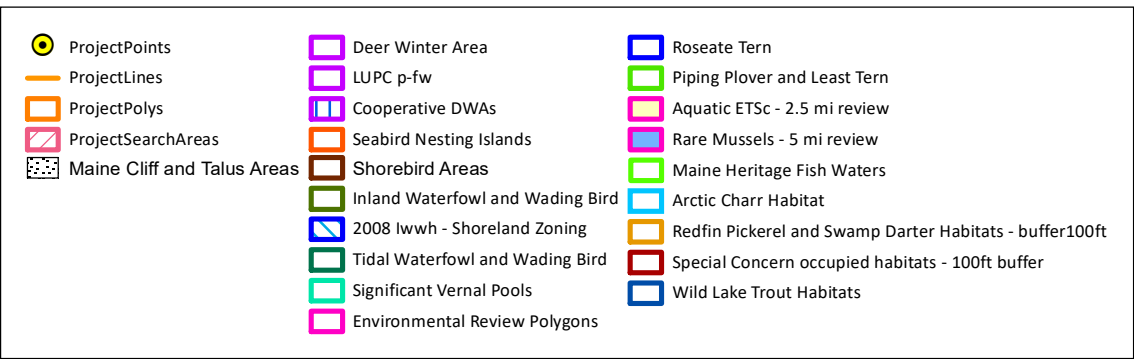 ProjectPoints
ProjectLines
ProjectPolys
ProjectSearchAreas
Maine Cliff and Talus Areas
Deer Winter Area
LUPC p-fw
Cooperative DWAs
Seabird Nesting Islands
Shorebird Areas
Inland Waterfowl and Wading Bird
2008 Iwwh - Shoreland Zoning
Tidal Waterfowl and Wading Bird
Significant Vernal Pools
Environmental Review Polygons
Roseate Tern
Piping Plover and Least Tern
Aquatic ETSc - 2.5 mi review
Rare Mussels - 5 mi review
Maine Heritage Fish Waters
Arctic Charr Habitat
Redfin Pickerel and Swamp Darter Habitats - buffer100ft
Special Concern occupied habitats - 100ft buffer
Wild Lake Trout Habitats